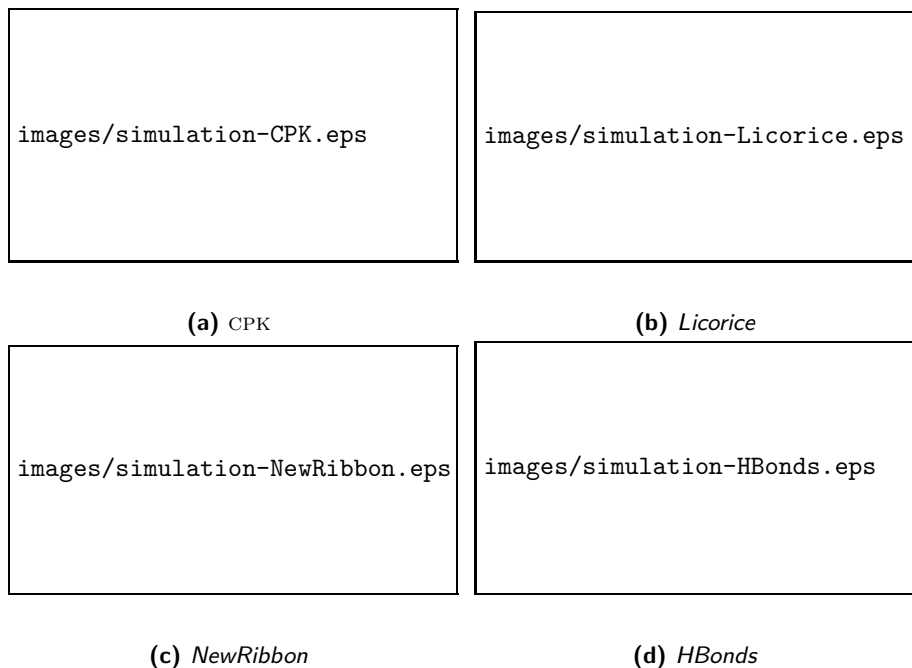 images/simulation-CPK.eps
images/simulation-Licorice.eps
(a) CPK
(b) Licorice
images/simulation-NewRibbon.eps
images/simulation-HBonds.eps
(c) NewRibbon
(d) HBonds